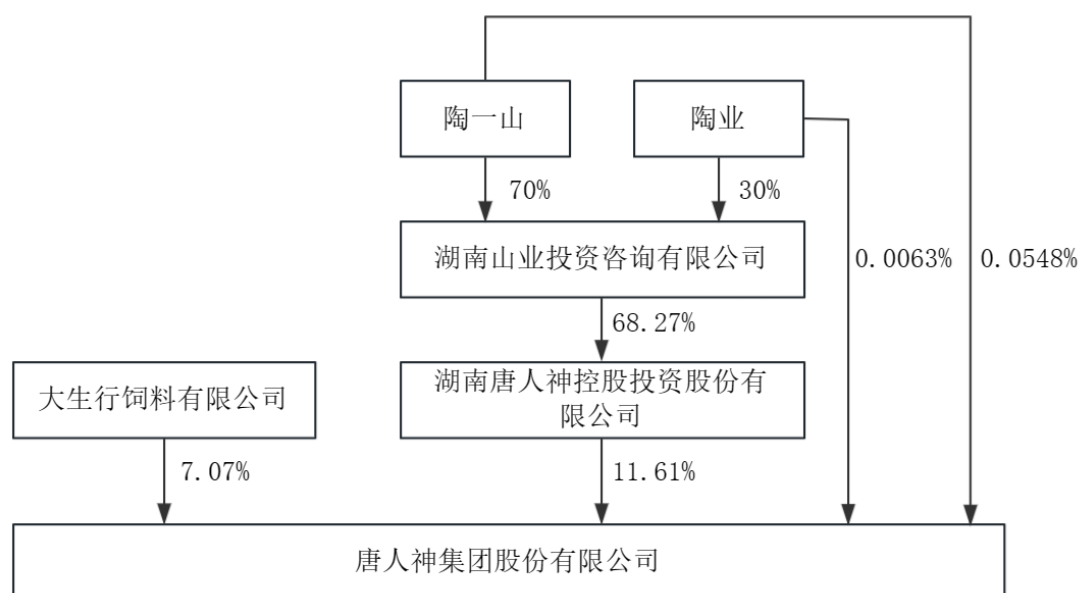 陶一山
陶业
70%
30%
湖南山业投资咨询有限公司
0.0063%
0.0548%
68.27%
大生行饲料有限公司
湖南唐人神控股投资股份有
限公司
7.07%
11.61%
唐人神集团股份有限公司